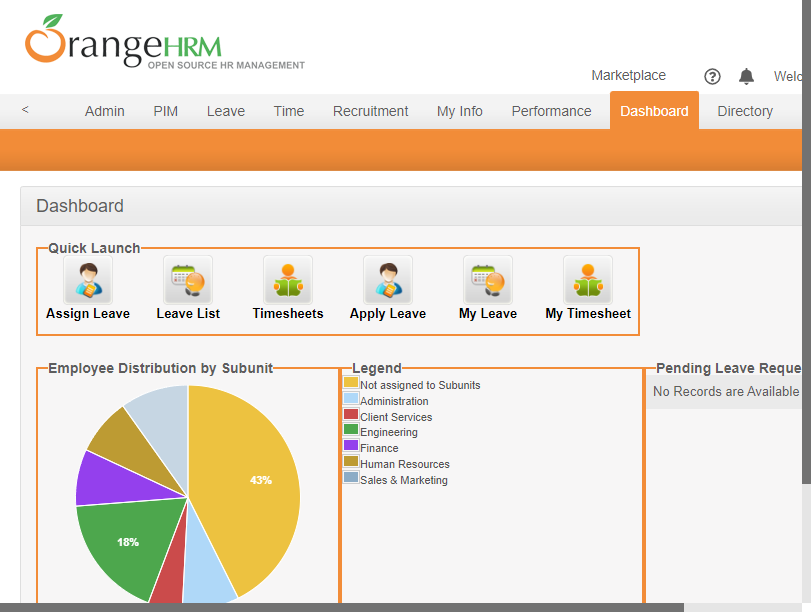 OrangeHRM
OPEN SOURCE HR MANAGEMENT
Marketplace ? Welc
< Admin PIM Leave Time Recruitment My Info Performance Dashboard Directory
Dashboard
Quick Launch
Assign Leave Leave List Timesheets Apply Leave My Leave My Timesheet
Employee Distribution by Subunit
43%
18%
Legend
Not assigned to Subunits
Administration
Client Services
Engineering
Finance
Human Resources
Sales & Marketing
Pending Leave Reque
No Records are Available